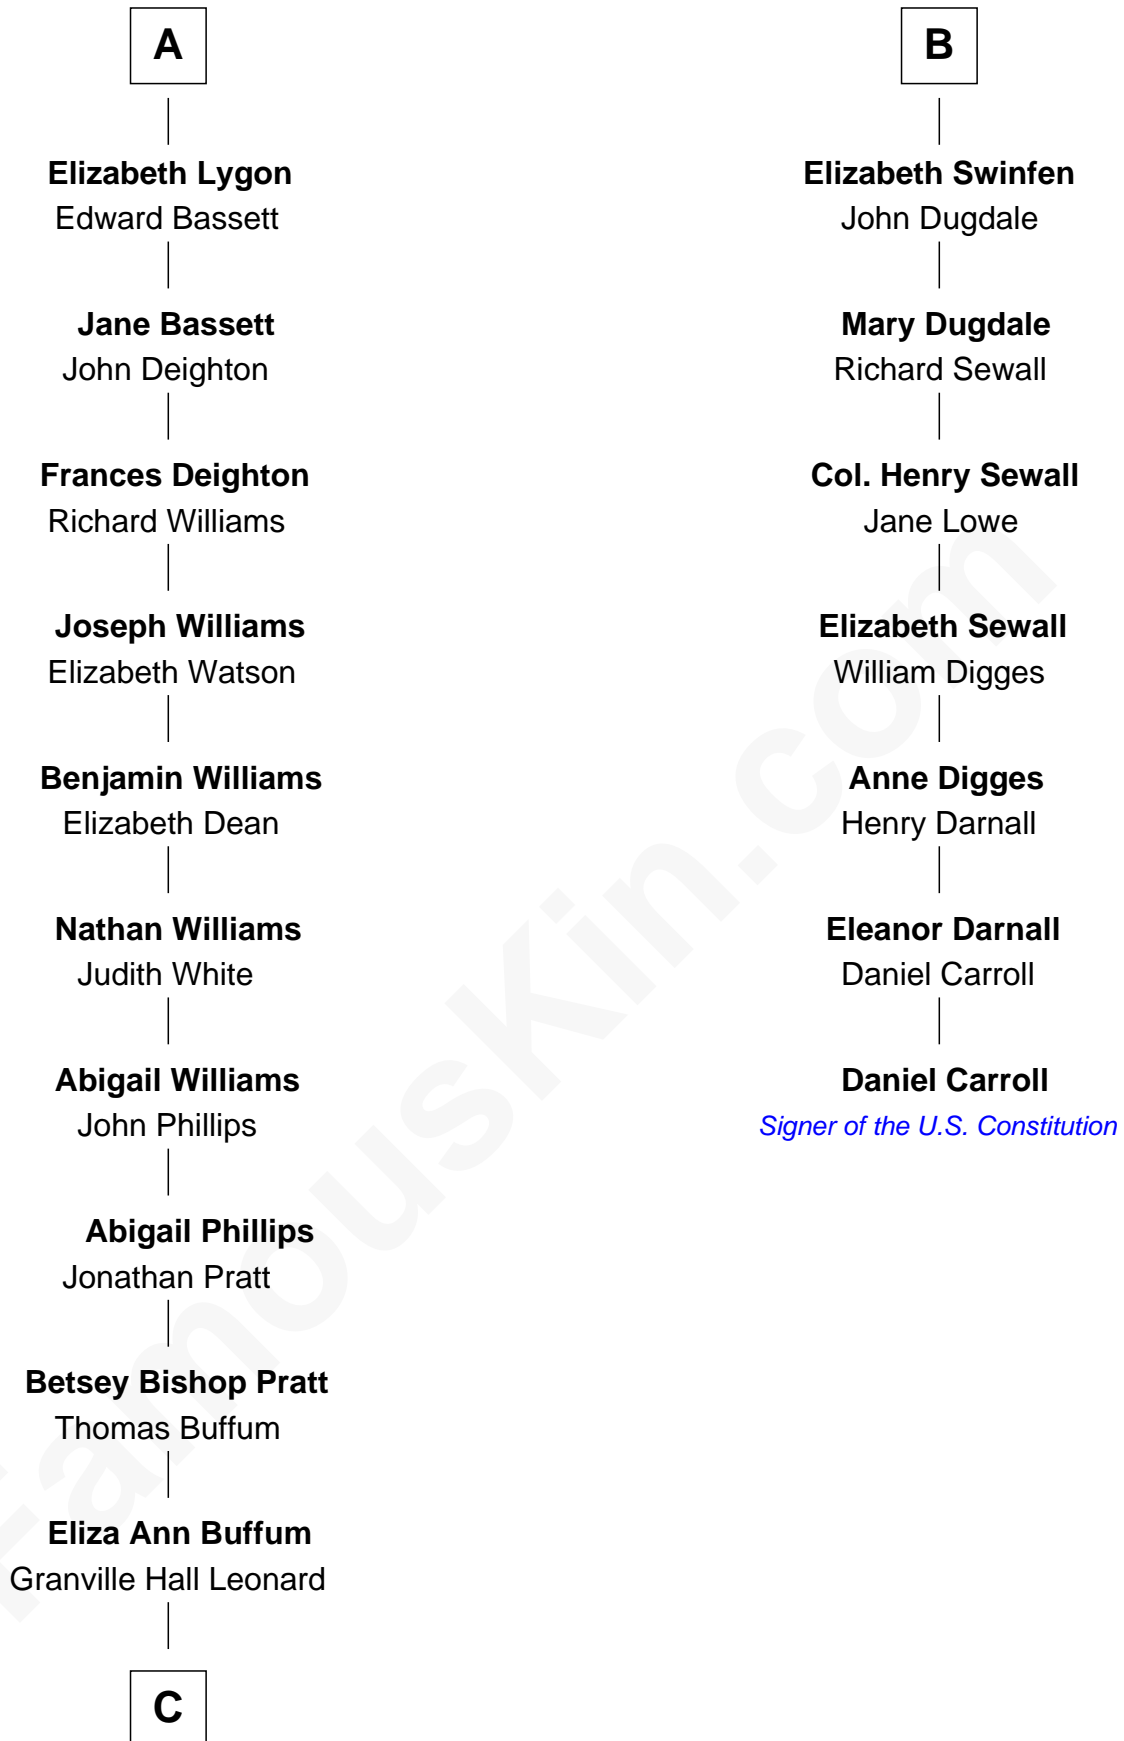 A
Elizabeth Lygon
Edward Bassett
Jane Bassett
John Deighton
Frances Deighton
Richard Williams
Joseph Williams
Elizabeth Watson
Benjamin Williams
Elizabeth Dean
Nathan Williams
Judith White
Abigail Williams
John Phillips
Abigail Phillips
Jonathan Pratt
Betsey Bishop Pratt
Thomas Buffum
Eliza Ann Buffum
Granville Hall Leonard
C
B
Elizabeth Swinfen
John Dugdale
Mary Dugdale
Richard Sewall
Col. Henry Sewall
Jane Lowe
Elizabeth Sewall
William Digges
Anne Digges
Henry Darnall
Eleanor Darnall
Daniel Carroll
Daniel Carroll
Signer of the U.S. Constitution
FamousKin.com